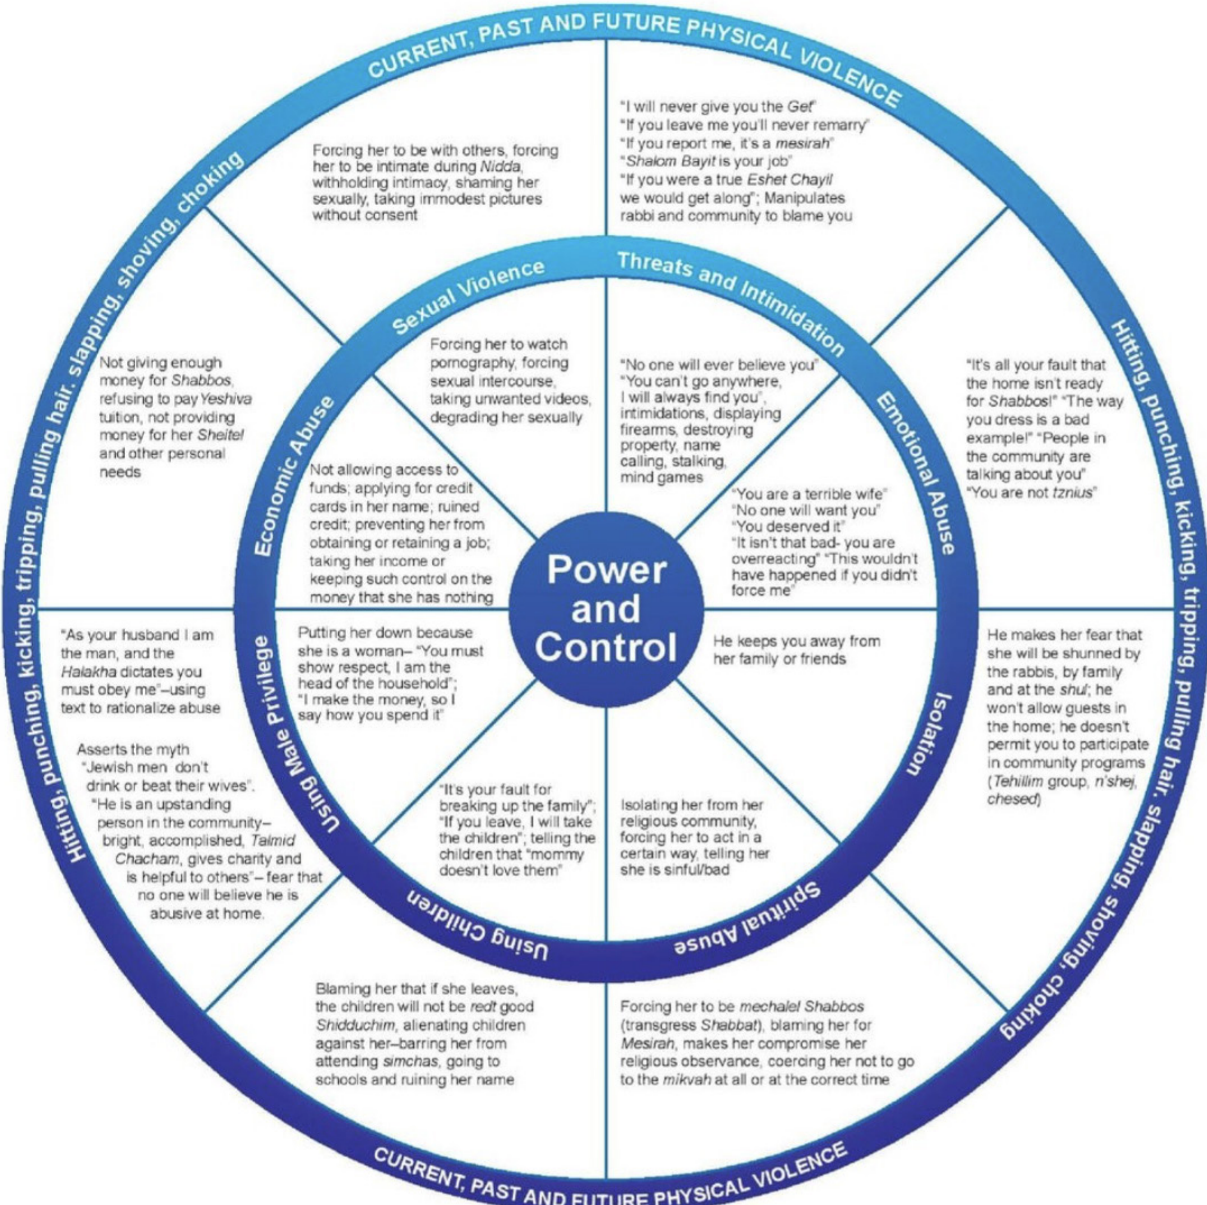 CURRENT, PAST AND FUTURE PHYSICAL VIOLENCE
Hitting, punching, kicking, tripping, pulling hair. slapping, shoving, choking
Hitting, punching, kicking, tripping, pulling hair. slapping, shoving, choking
Forcing her to be with others, forcing
her to be intimate during Nidda,
withholding intimacy, shaming her
sexually, taking immodest pictures
without consent
"I will never give you the Get"
"If you leave me you'll never remarry"
"If you report me, it's a mesirah"
"Shalom Bayit is your job"
"If you were a true Eshet Chayil
we would get along"; Manipulates
rabbi and community to blame you
Sexual Violence
Threats and Intimidation
Forcing her to watch
pornography, forcing
sexual intercourse,
taking unwanted videos,
degrading her sexually
"No one will ever believe you"
"You can't go anywhere,
I will always find you",
intimidations, displaying
firearms, destroying
property, name
calling, stalking,
mind games
Not giving enough
money for Shabbos,
refusing to pay Yeshiva
tuition, not providing
money for her Sheitel
and other personal
needs
Economic Abuse
Not allowing access to
funds; applying for credit
cards in her name; ruined
credit; preventing her from
obtaining or retaining a job;
taking her income or
keeping such control on the
money that she has nothing
Emotional Abuse
"You are a terrible wife"
"No one will want you"
"You deserved it"
"It isn't that bad- you are
overreacting" "This wouldn't
have happened if you didn't
force me"
"It's all your fault that
the home isn't ready
for Shabbos!" "The way
you dress is a bad
example!" "People in
the community are
talking about you"
"You are not tznius"
Power
and
Control
"As your husband I am
the man, and the
Halakha dictates you
must obey me"–using
text to rationalize abuse
Asserts the myth
"Jewish men don't
drink or beat their wives".
"He is an upstanding
person in the community–
bright, accomplished, Talmid
Chacham, gives charity and
is helpful to others"– fear that
no one will believe he is
abusive at home.
Using Male Privilege
Putting her down because
she is a woman– "You must
show respect, I am the
head of the household";
"I make the money, so I
say how you spend it"
He keeps you away from
her family or friends
Isolation
He makes her fear that
she will be shunned by
the rabbis, by family
and at the shul; he
won't allow guests in
the home; he doesn't
permit you to participate
in community programs
(Tehillim group, n'shei,
chesed)
"It's your fault for
breaking up the family";
"If you leave, I will take
the children"; telling the
children that "mommy
doesn't love them"
Using Children
Isolating her from her
religious community,
forcing her to act in a
certain way, telling her
she is sinful/bad
Spiritual Abuse
Blaming her that if she leaves,
the children will not be redt good
Shidduchim, alienating children
against her–barring her from
attending simchas, going to
schools and ruining her name
Forcing her to be mechalel Shabbos
(transgress Shabbat), blaming her for
Mesirah, makes her compromise her
religious observance, coercing her not to go
to the mikvah at all or at the correct time
CURRENT, PAST AND FUTURE PHYSICAL VIOLENCE